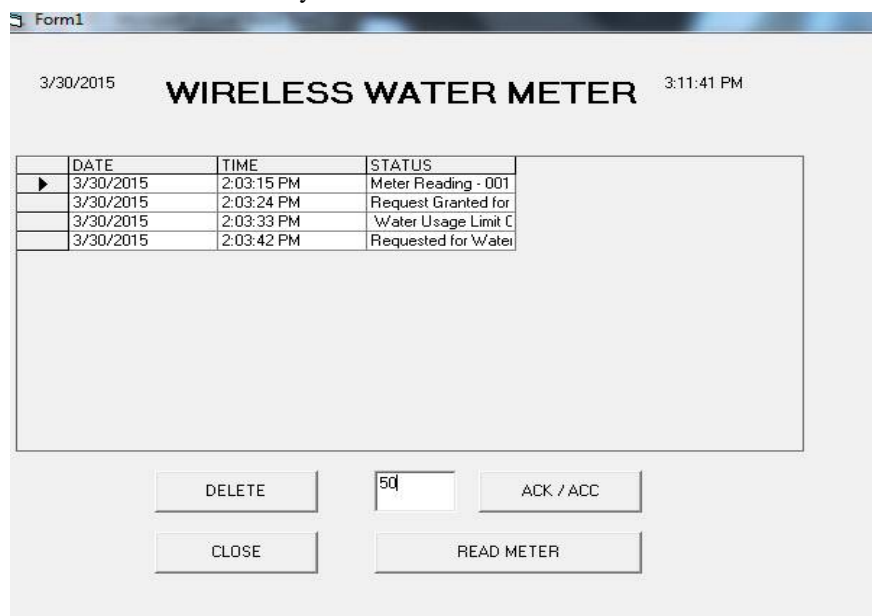 Form1
3/30/2015 WIRELESS WATER METER 3:11:41 PM
DATE TIME STATUS
3/30/2015 2:03:15 PM Meter Reading - 001
3/30/2015 2:03:24 PM Request Granted for
3/30/2015 2:03:33 PM Water Usage Limit
3/30/2015 2:03:42 PM Requested for Water
DELETE 50 ACK / ACC
CLOSE READ METER